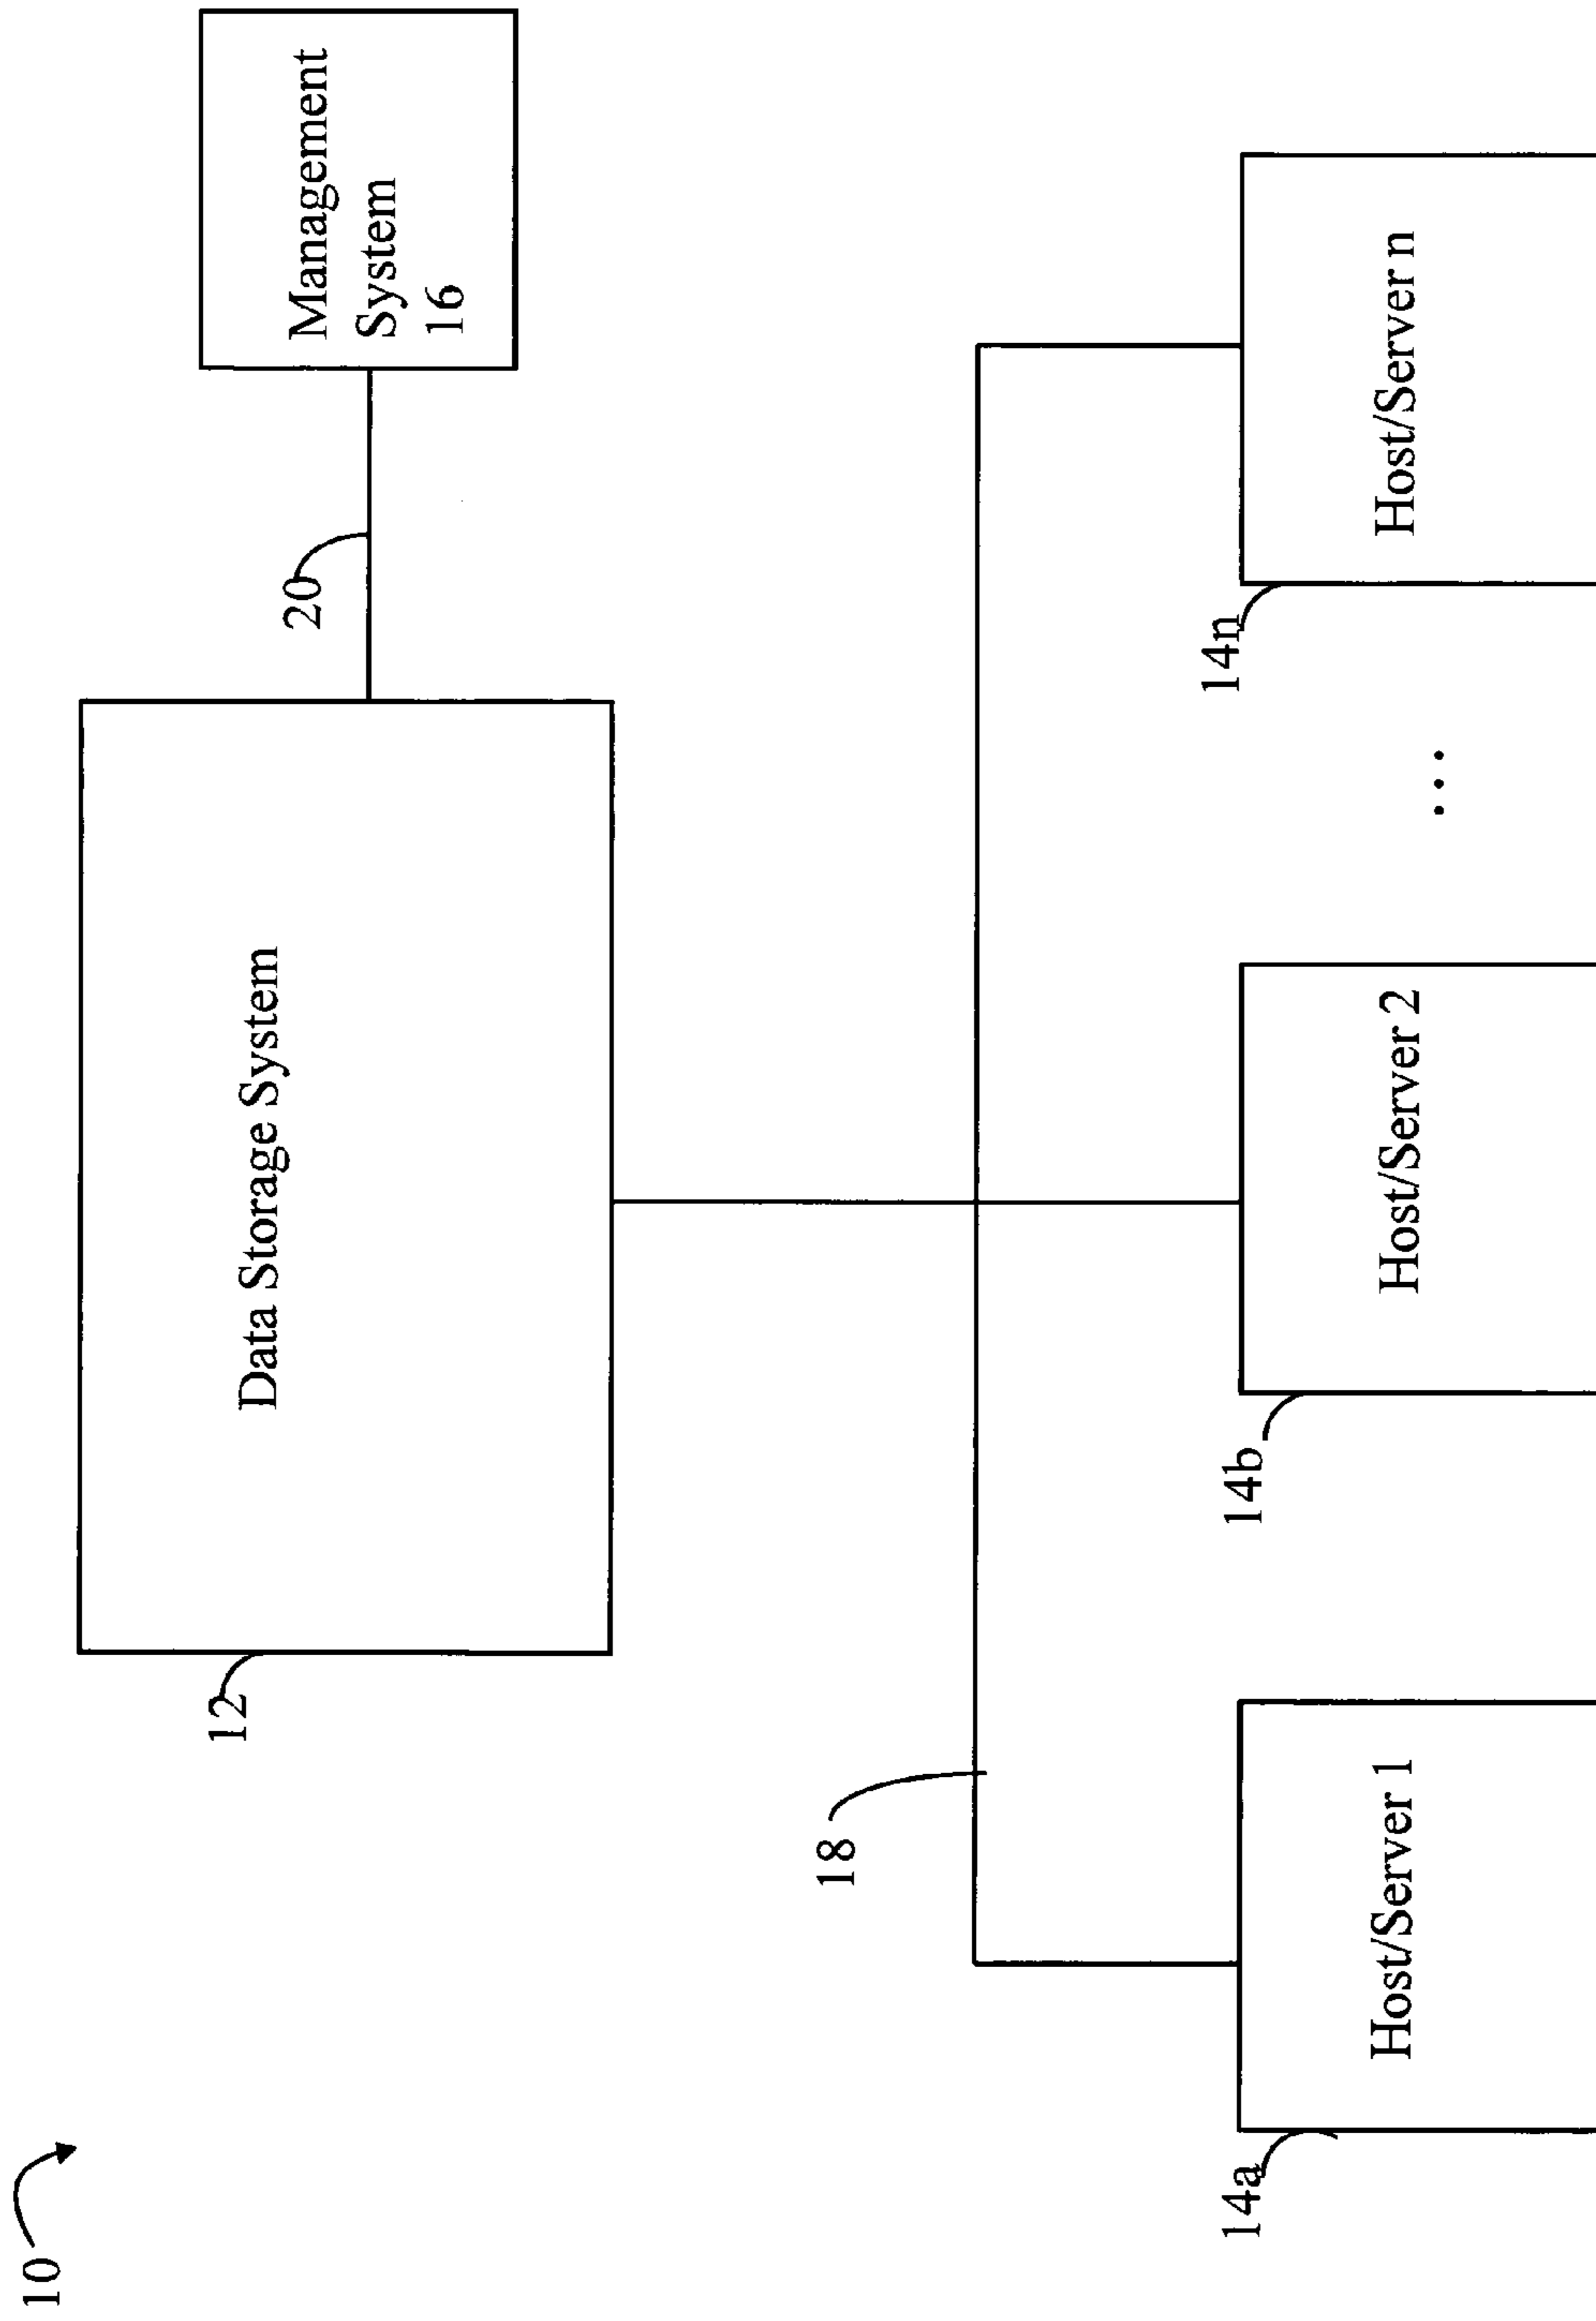 10
12
Data Storage System
20
Management
System
16
18
14a
Host/Server 1
14b
Host/Server 2
...
14n
Host/Server n